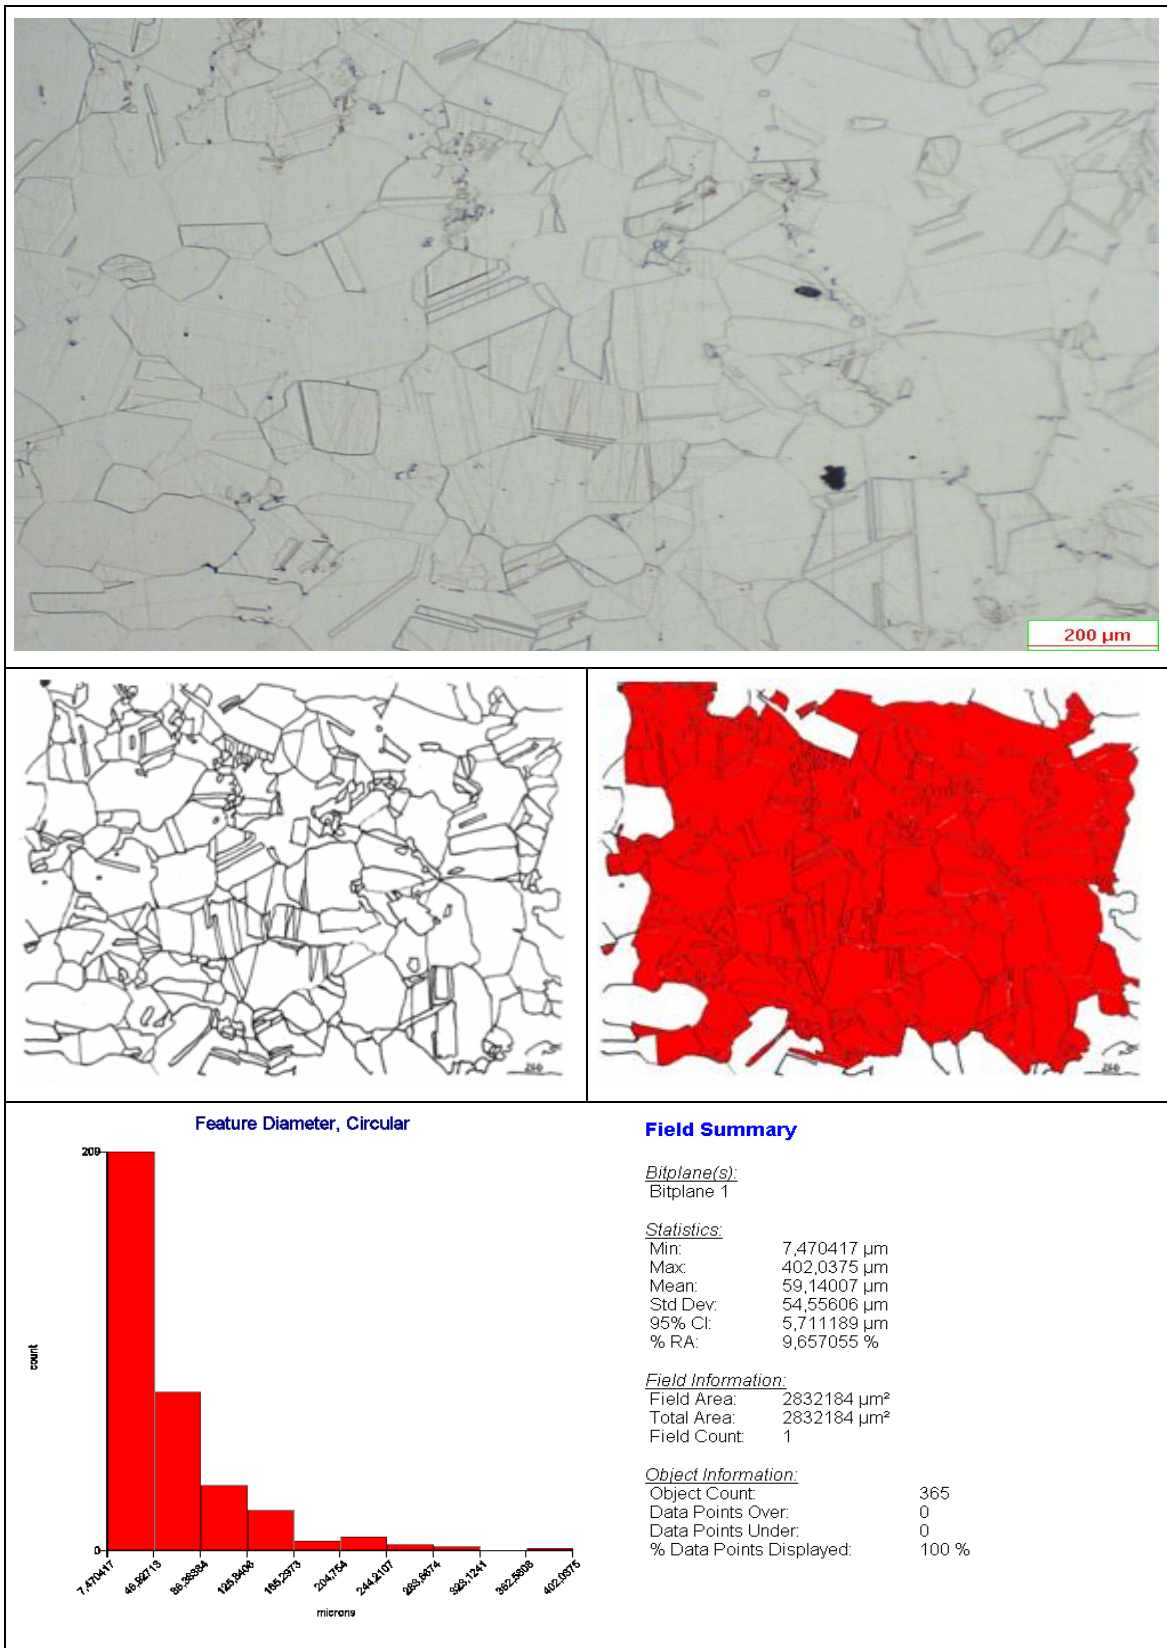 200 µm
Feature Diameter, Circular
209
count
0
7,470417
46,92713
86,38384
125,8406
165,2973
204,754
244,2107
283,6674
323,1241
362,5808
402,0375
microns
Field Summary
Bitplane(s):
Bitplane 1
Statistics:
Min: 7,470417 µm
Max: 402,0375 µm
Mean: 59,14007 µm
Std Dev: 54,55606 µm
95% CI: 5,711189 µm
% RA: 9,657055 %
Field Information:
Field Area: 2832184 µm²
Total Area: 2832184 µm²
Field Count: 1
Object Information:
Object Count: 365
Data Points Over: 0
Data Points Under: 0
% Data Points Displayed: 100 %